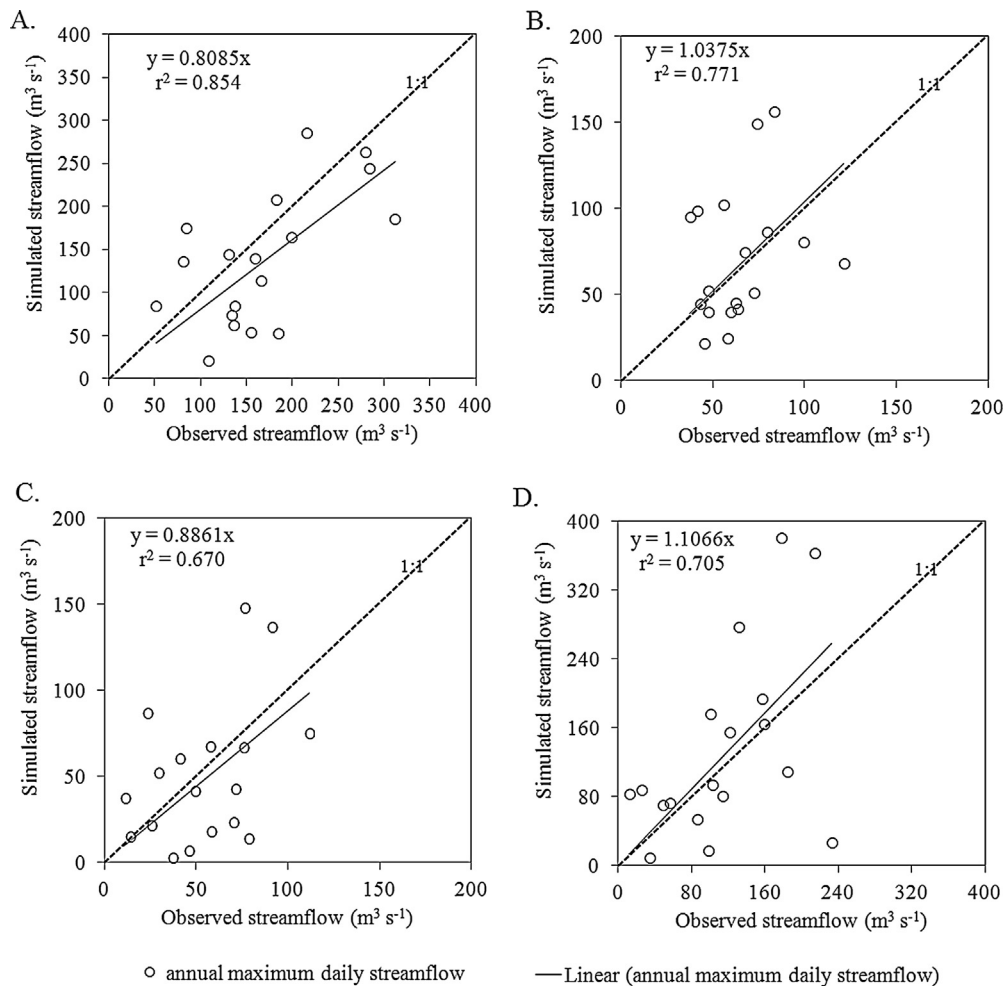 A.
y = 0.8085x
r² = 0.854
1:1
400
350
300
250
200
150
100
50
0
Simulated streamflow (m³ s⁻¹)
0 50 100 150 200 250 300 350 400
Observed streamflow (m³ s⁻¹)
B.
y = 1.0375x
r² = 0.771
1:1
200
150
100
50
0
Simulated streamflow (m³ s⁻¹)
0 50 100 150 200
Observed streamflow (m³ s⁻¹)
C.
y = 0.8861x
r² = 0.670
1:1
200
150
100
50
0
Simulated streamflow (m³ s⁻¹)
0 50 100 150 200
Observed streamflow (m³ s⁻¹)
D.
y = 1.1066x
r² = 0.705
1:1
400
320
240
160
80
0
Simulated streamflow (m³ s⁻¹)
0 80 160 240 320 400
Observed streamflow (m³ s⁻¹)
annual maximum daily streamflow
Linear (annual maximum daily streamflow)